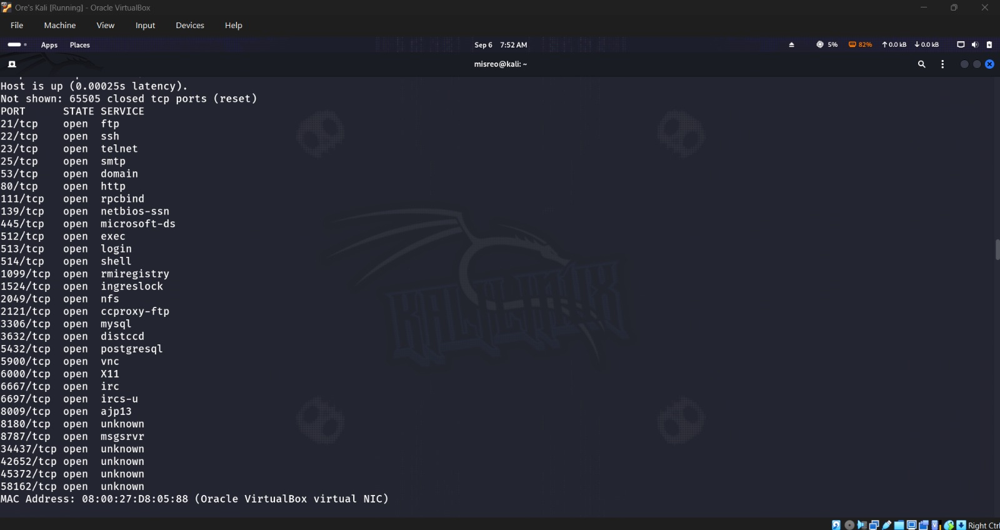 Ore's Kali [Running] - Oracle VirtualBox
File Machine View Input Devices Help
Apps Places Sep 6 7:52 AM 5% 82% ↑0.0 kB ↓0.0 kB
misreo@kali: ~
Host is up (0.00025s latency).
Not shown: 65505 closed tcp ports (reset)
PORT STATE SERVICE
21/tcp open ftp
22/tcp open ssh
23/tcp open telnet
25/tcp open smtp
53/tcp open domain
80/tcp open http
111/tcp open rpcbind
139/tcp open netbios-ssn
445/tcp open microsoft-ds
512/tcp open exec
513/tcp open login
514/tcp open shell
1099/tcp open rmiregistry
1524/tcp open ingreslock
2049/tcp open nfs
2121/tcp open ccproxy-ftp
3306/tcp open mysql
3632/tcp open distccd
5432/tcp open postgresql
5900/tcp open vnc
6000/tcp open X11
6667/tcp open irc
6697/tcp open ircs-u
8009/tcp open ajp13
8180/tcp open unknown
8787/tcp open msgsrvr
34437/tcp open unknown
42652/tcp open unknown
45372/tcp open unknown
58162/tcp open unknown
MAC Address: 08:00:27:D8:05:88 (Oracle VirtualBox virtual NIC)
KALI LINUX
Right Ctr